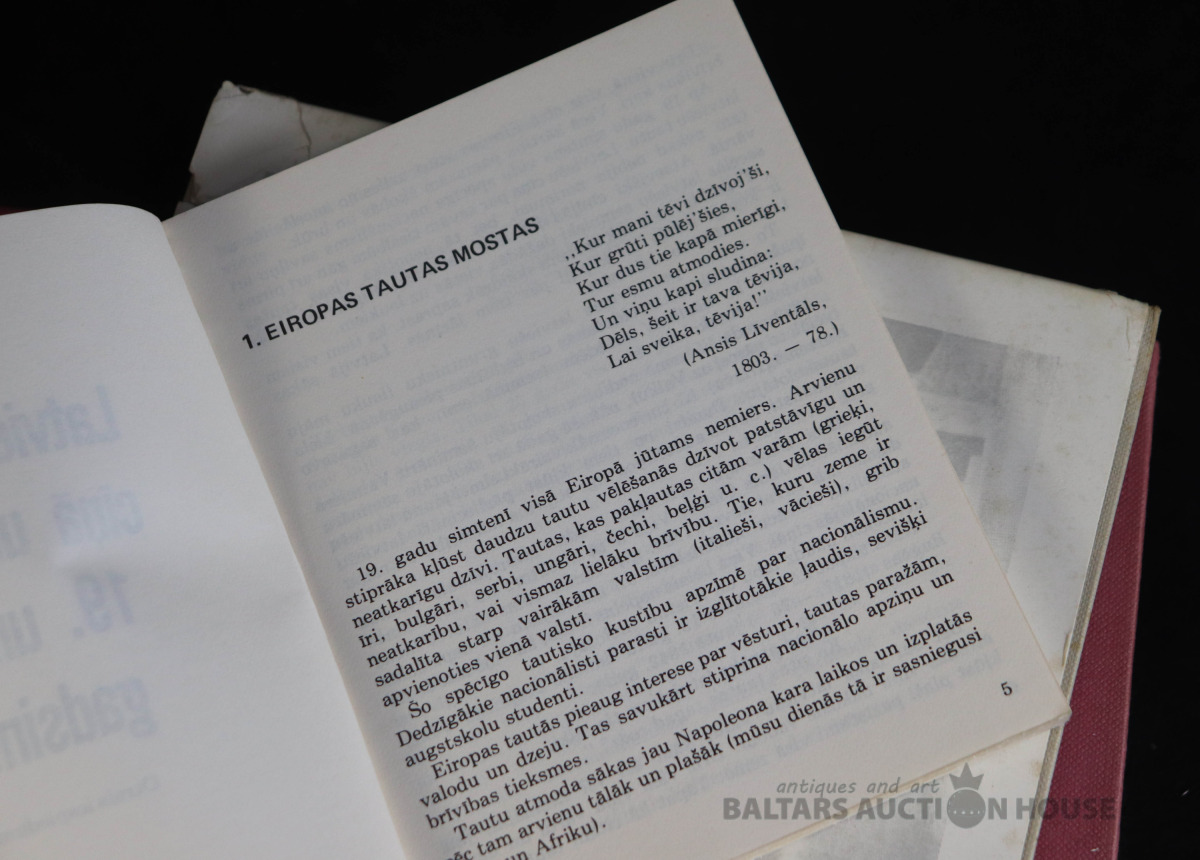 1. EIROPAS TAUTAS MOSTAS
„Kur mani tēvi dzīvoj’ši,
Kur grūti pūlēj’šies,
Kur dus tie kapā mierīgi,
Tur esmu atmodies.
Un viņu kapi sludina:
Dēls, šeit ir tava tēvija,
Lai sveika, tēvija!”
(Ansis Līventāls,
1803. — 78.)
19. gadu simtenī visā Eiropā jūtams nemiers. Arvienu
stiprāka kļūst daudzu tautu vēlēšanās dzīvot patstāvīgu un
neatkarīgu dzīvi. Tautas, kas pakļautas citām varām (grieķi,
īri, bulgāri, serbi, ungāri, čechi, beļģi u. c.) vēlas iegūt
neatkarību, vai vismaz lielāku brīvību. Tie, kuru zeme ir
sadalīta starp vairākām valstīm (italieši, vācieši), grib
apvienoties vienā valstī.
Šo spēcīgo tautisko kustību apzīmē par nacionālismu.
Dedzīgākie nacionālisti parasti ir izglītotākie ļaudis, sevišķi
augstskolu studenti.
Eiropas tautās pieaug interese par vēsturi, tautas paražām,
valodu un dzeju. Tas savukārt stiprina nacionālo apziņu un
brīvības tieksmes.
Tautu atmoda sākas jau Napoleona kara laikos un izplatās
pēc tam arvienu tālāk un plašāk (mūsu dienās tā ir sasniegusi
un Afriku).
5
antiques and art
BALTARS AUCTION HOUSE